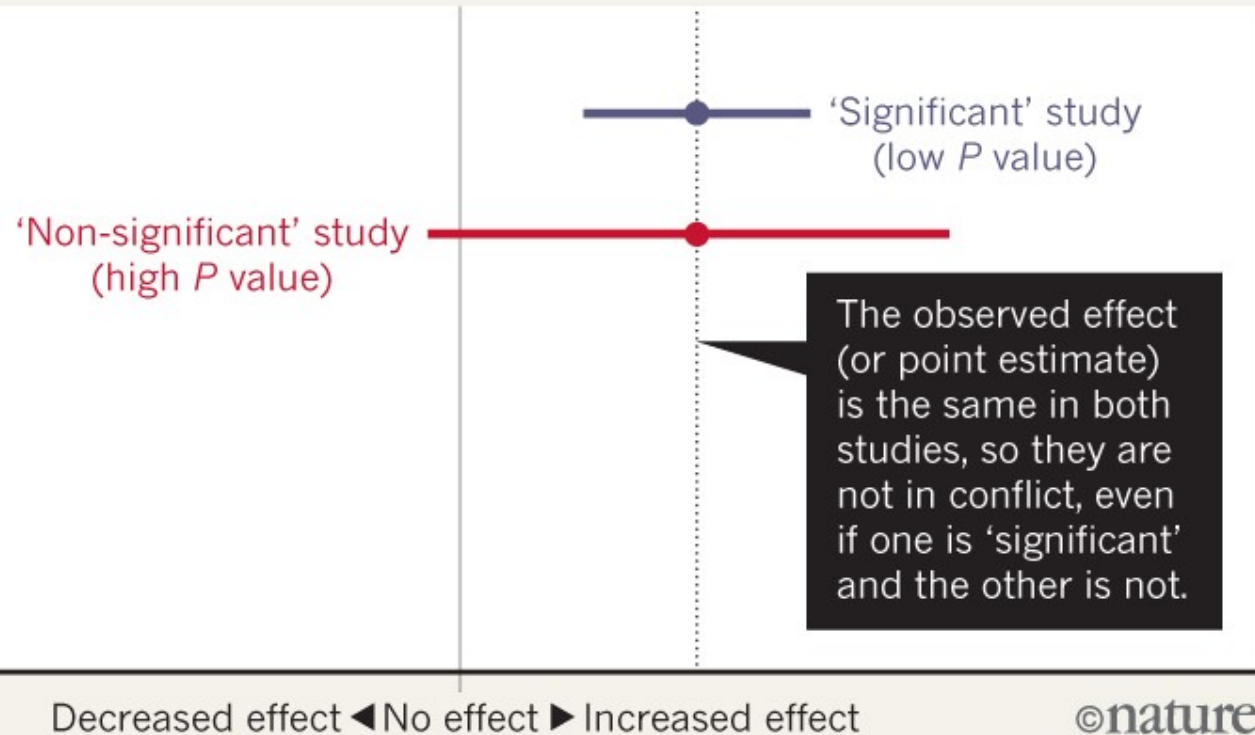 ‘Significant’ study
(low P value)
‘Non-significant’ study
(high P value)
The observed effect
(or point estimate)
is the same in both
studies, so they are
not in conflict, even
if one is ‘significant’
and the other is not.
Decreased effect ◀ No effect ▶ Increased effect
©nature